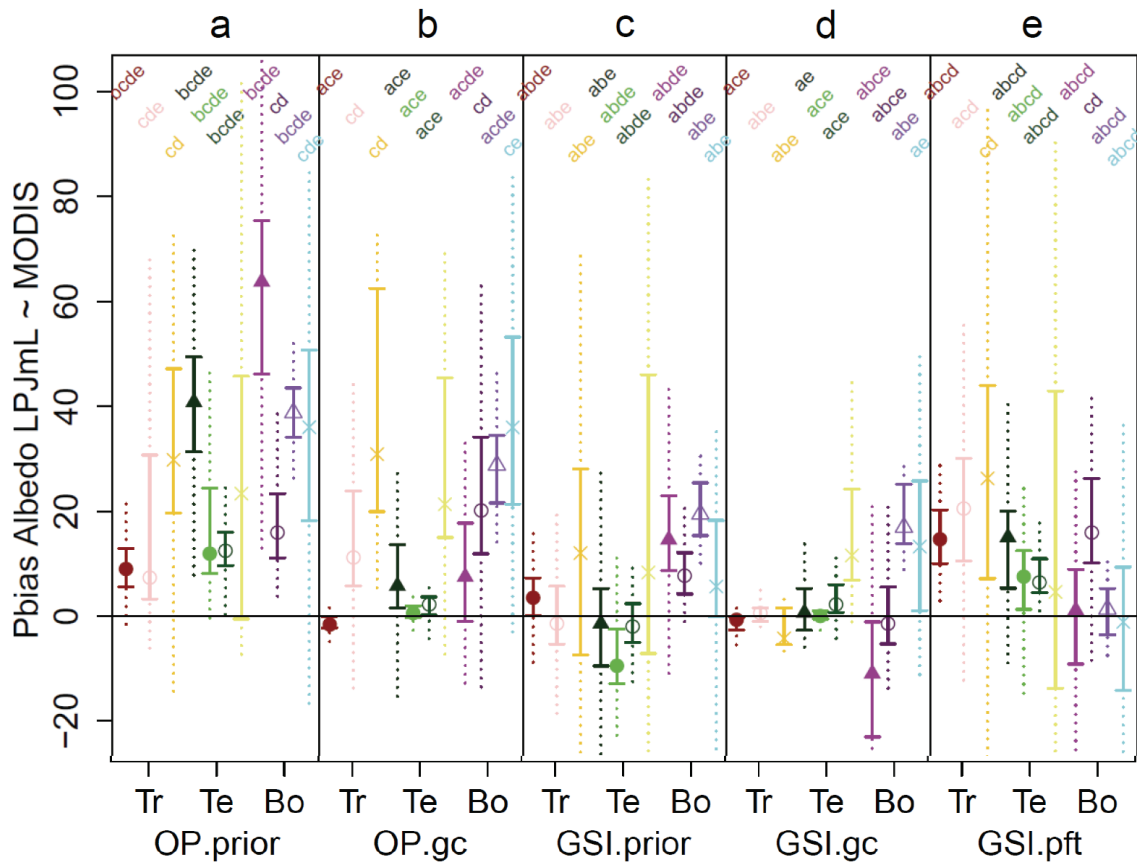 a b c d e
Pbias Albedo LPJmL ~ MODIS
100
80
60
40
20
0
−20
bcde
cde
cd
bcde
bcde
bcde
bcde
cd
bcde
cde
ace
cd
cd
ace
ace
ace
acde
cd
acde
ce
abde
abe
abe
abe
abde
abde
abde
abde
abe
abe
ace
abe
abe
ae
ace
ace
abce
abce
abe
ae
abcd
acd
cd
abcd
abcd
abcd
abcd
cd
abcd
abcd
Tr Te Bo Tr Te Bo Tr Te Bo Tr Te Bo Tr Te Bo
OP.prior OP.gc GSI.prior GSI.gc GSI.pft